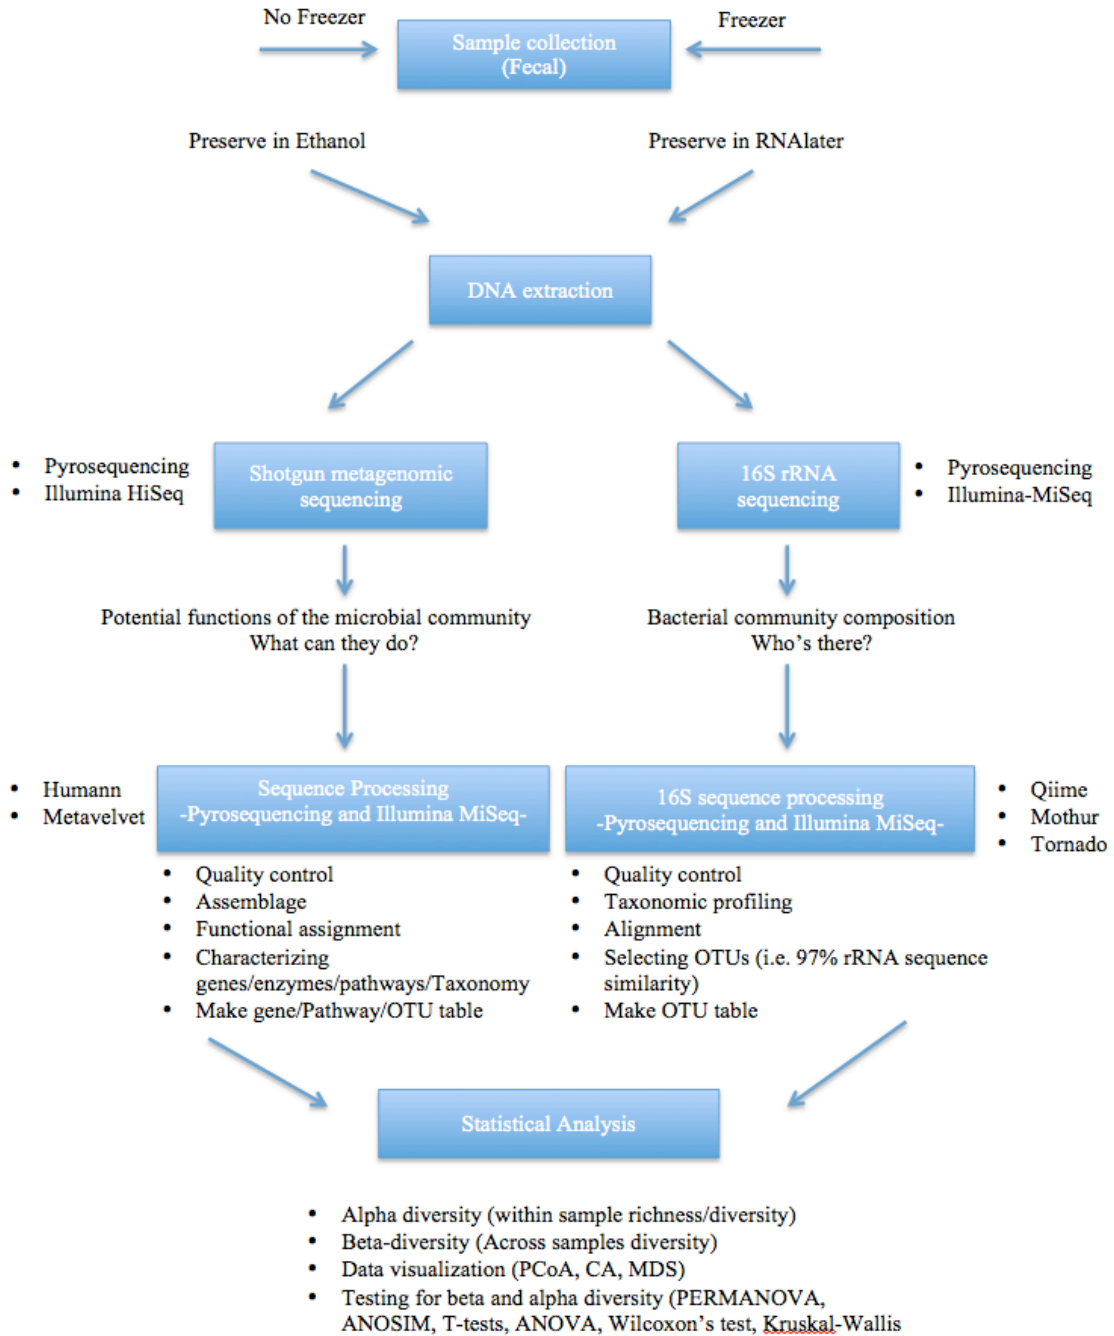 No Freezer
Freezer
Sample collection
(Fecal)
Preserve in Ethanol
Preserve in RNAlater
DNA extraction
• Pyrosequencing
• Illumina HiSeq
Shotgun metagenomic
sequencing
16S rRNA
sequencing
• Pyrosequencing
• Illumina-MiSeq
Potential functions of the microbial community
What can they do?
Bacterial community composition
Who's there?
• Humann
• Metavelvet
Sequence Processing
-Pyrosequencing and Illumina MiSeq-
16S sequence processing
-Pyrosequencing and Illumina MiSeq-
• Qiime
• Mothur
• Tornado
• Quality control
• Assemblage
• Functional assignment
• Characterizing
genes/enzymes/pathways/Taxonomy
• Make gene/Pathway/OTU table
• Quality control
• Taxonomic profiling
• Alignment
• Selecting OTUs (i.e. 97% rRNA sequence
similarity)
• Make OTU table
Statistical Analysis
• Alpha diversity (within sample richness/diversity)
• Beta-diversity (Across samples diversity)
• Data visualization (PCoA, CA, MDS)
• Testing for beta and alpha diversity (PERMANOVA,
ANOSIM, T-tests, ANOVA, Wilcoxon's test, Kruskal-Wallis